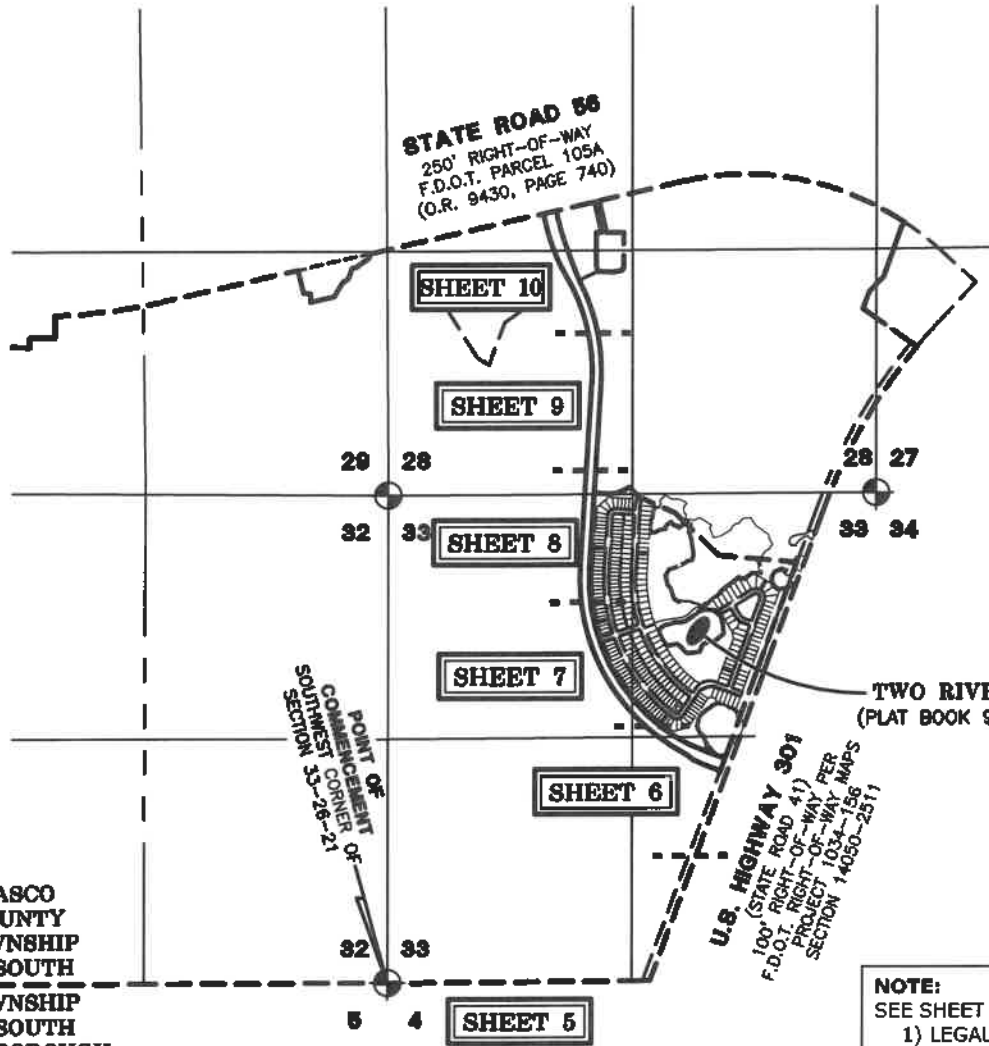 STATE ROAD 56
250' RIGHT-OF-WAY
F.D.O.T. PARCEL 105A
(O.R. 9430, PAGE 740)
SHEET 10
SHEET 9
29 28
32 33
28 27
33 34
SHEET 8
SHEET 7
TWO RIVE
(PLAT BOOK 9
POINT OF
COMMENCEMENT
SOUTHWEST CORNER OF
SECTION 33-26-21
SHEET 6
U.S. HIGHWAY 301
(STATE ROAD 41)
100' RIGHT-OF-WAY PER
F.D.O.T. RIGHT-OF-WAY MAPS
PROJECT 1034-156
SECTION 14050-2511
ASCO
UNTY
WNSHIP
SOUTH
WNSHIP
SOUTH
32 33
5 4
SHEET 5
NOTE:
SEE SHEET
1) LEGAL